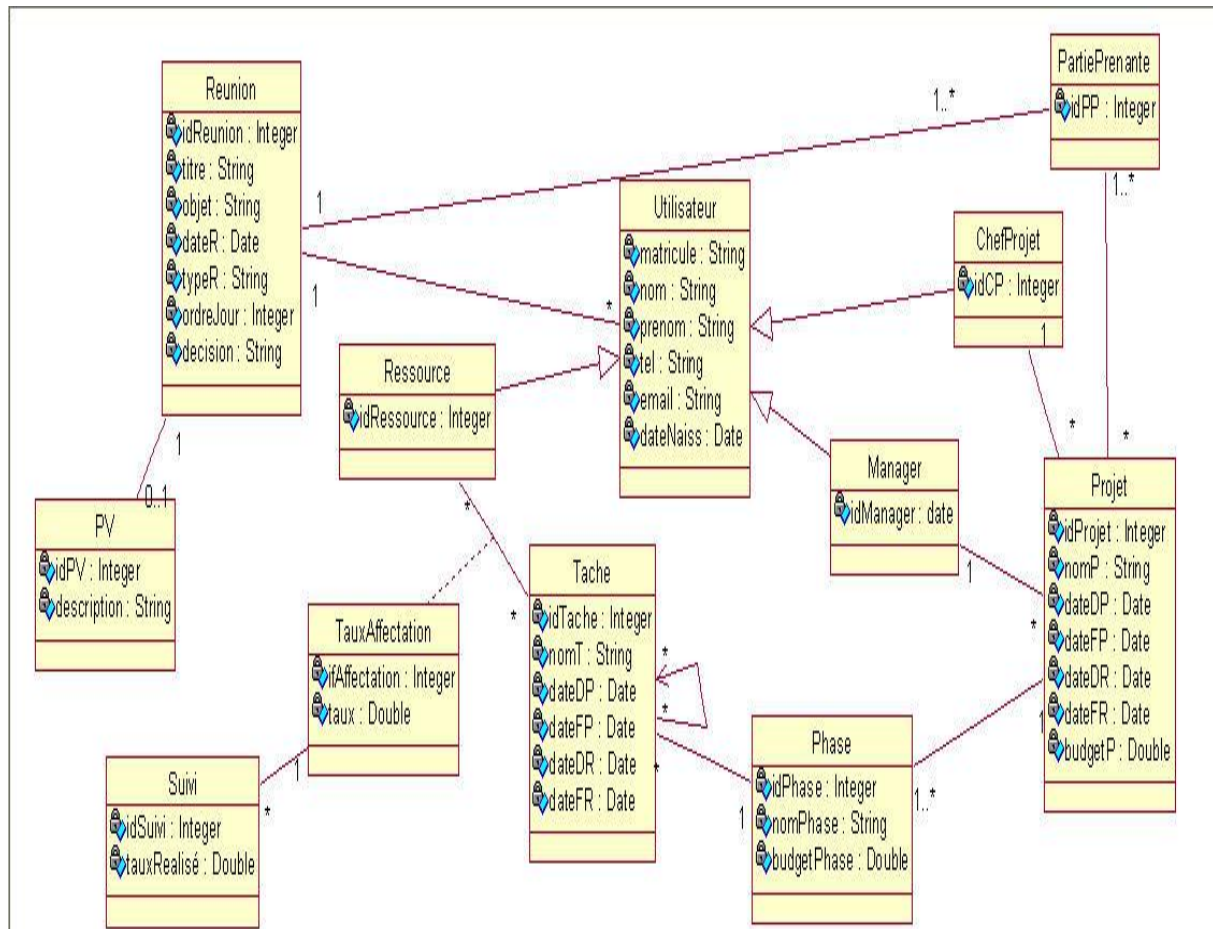 Reunion
idReunion : Integer
titre : String
objet : String
dateR : Date
typeR : String
ordreJour : Integer
decision : String
1
1
1
PartiePrenante
idPP : Integer
1..*
1..*
Utilisateur
matricule : String
nom : String
prenom : String
tel : String
email : String
dateNaiss : Date
*
ChefProjet
idCP : Integer
1
Ressource
idRessource : Integer
*
Manager
idManager : date
1
Projet
idProjet : Integer
nomP : String
dateDP : Date
dateFP : Date
dateDR : Date
dateFR : Date
budgetP : Double
*
*
*
1
PV
idPV : Integer
description : String
0..1
Tache
idTache : Integer
nomT : String
dateDP : Date
dateFP : Date
dateDR : Date
dateFR : Date
*
*
*
*
TauxAffectation
ifAffectation : Integer
taux : Double
1
Phase
idPhase : Integer
nomPhase : String
budgetPhase : Double
1
1..*
Suivi
idSuivi : Integer
tauxRealisé : Double
*